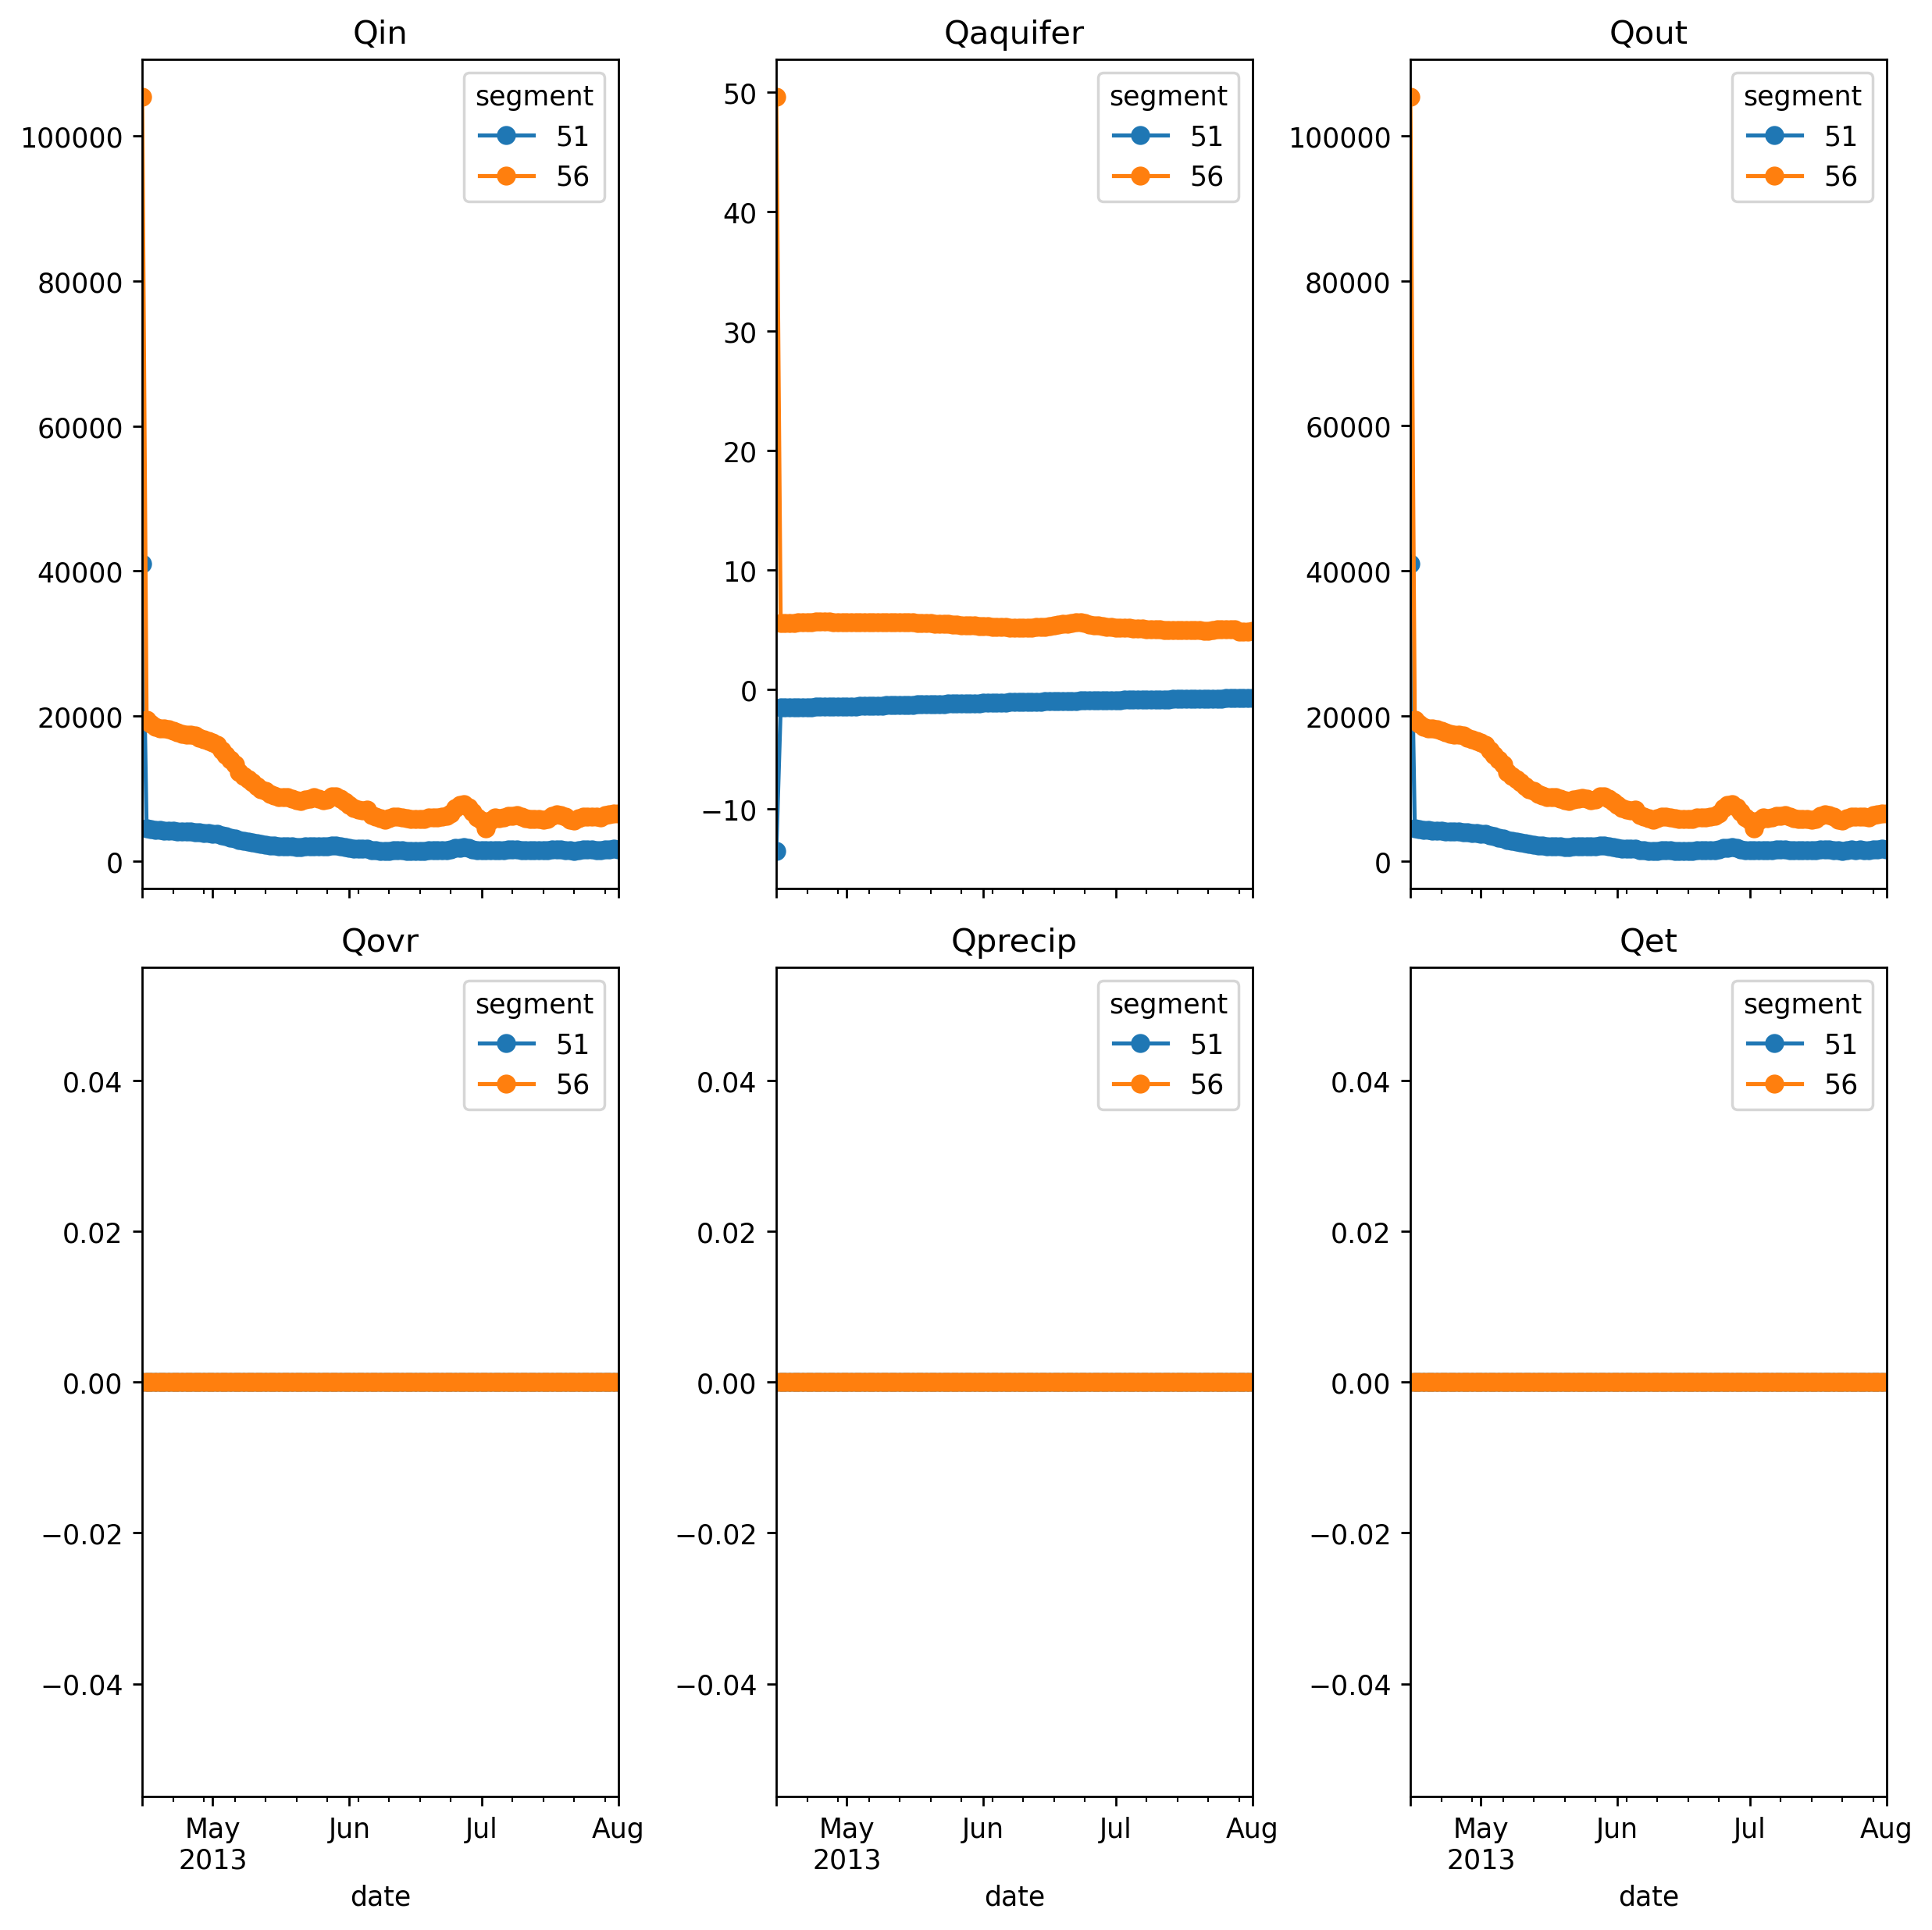 Qin
segment
51
56
100000
80000
60000
40000
20000
0
Qaquifer
segment
51
56
50
40
30
20
10
0
−10
Qout
segment
51
56
100000
80000
60000
40000
20000
0
Qovr
segment
51
56
0.04
0.02
0.00
−0.02
−0.04
May
2013
Jun
Jul
Aug
date
Qprecip
segment
51
56
0.04
0.02
0.00
−0.02
−0.04
May
2013
Jun
Jul
Aug
date
Qet
segment
51
56
0.04
0.02
0.00
−0.02
−0.04
May
2013
Jun
Jul
Aug
date